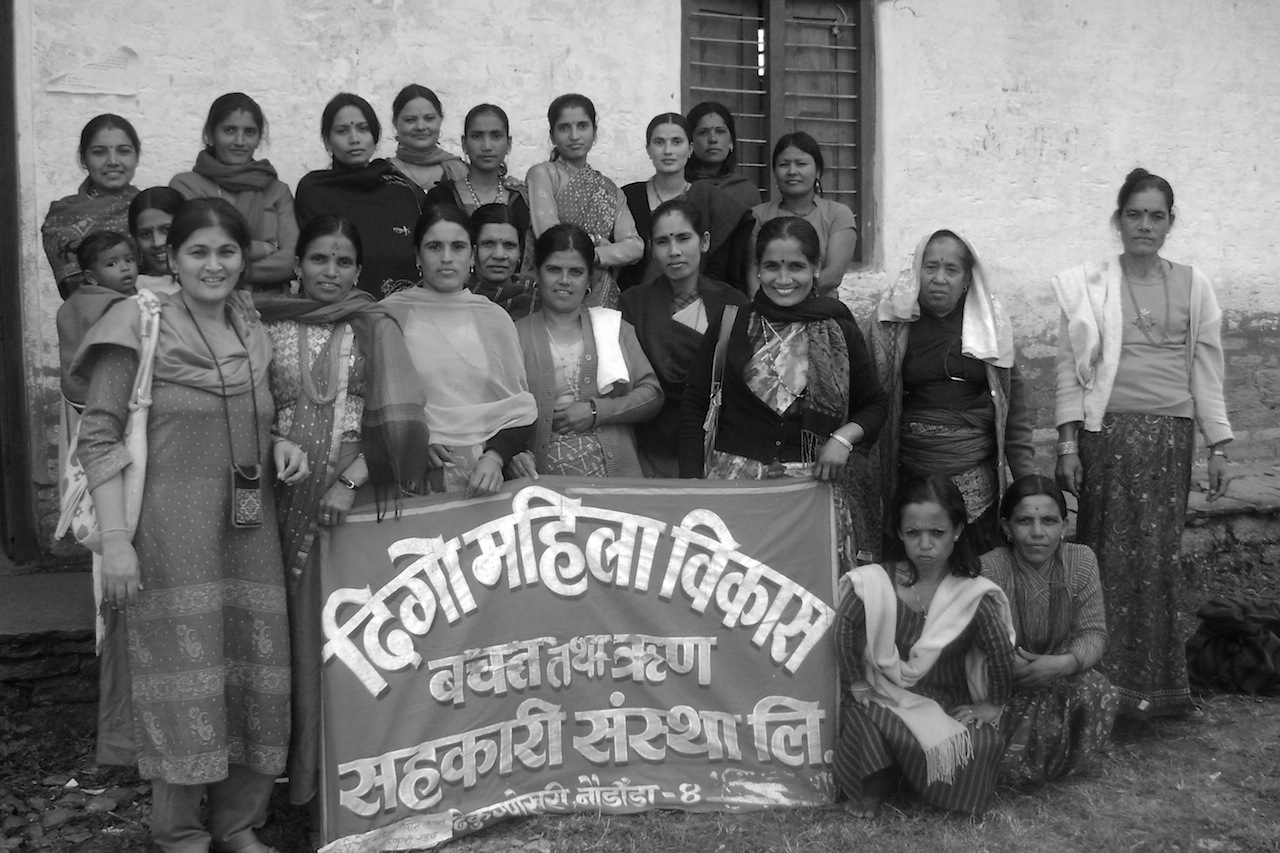 दिगो महिला विकास
बचत तथा ऋण
सहकारी संस्था लि.
नौडाँडा - ४